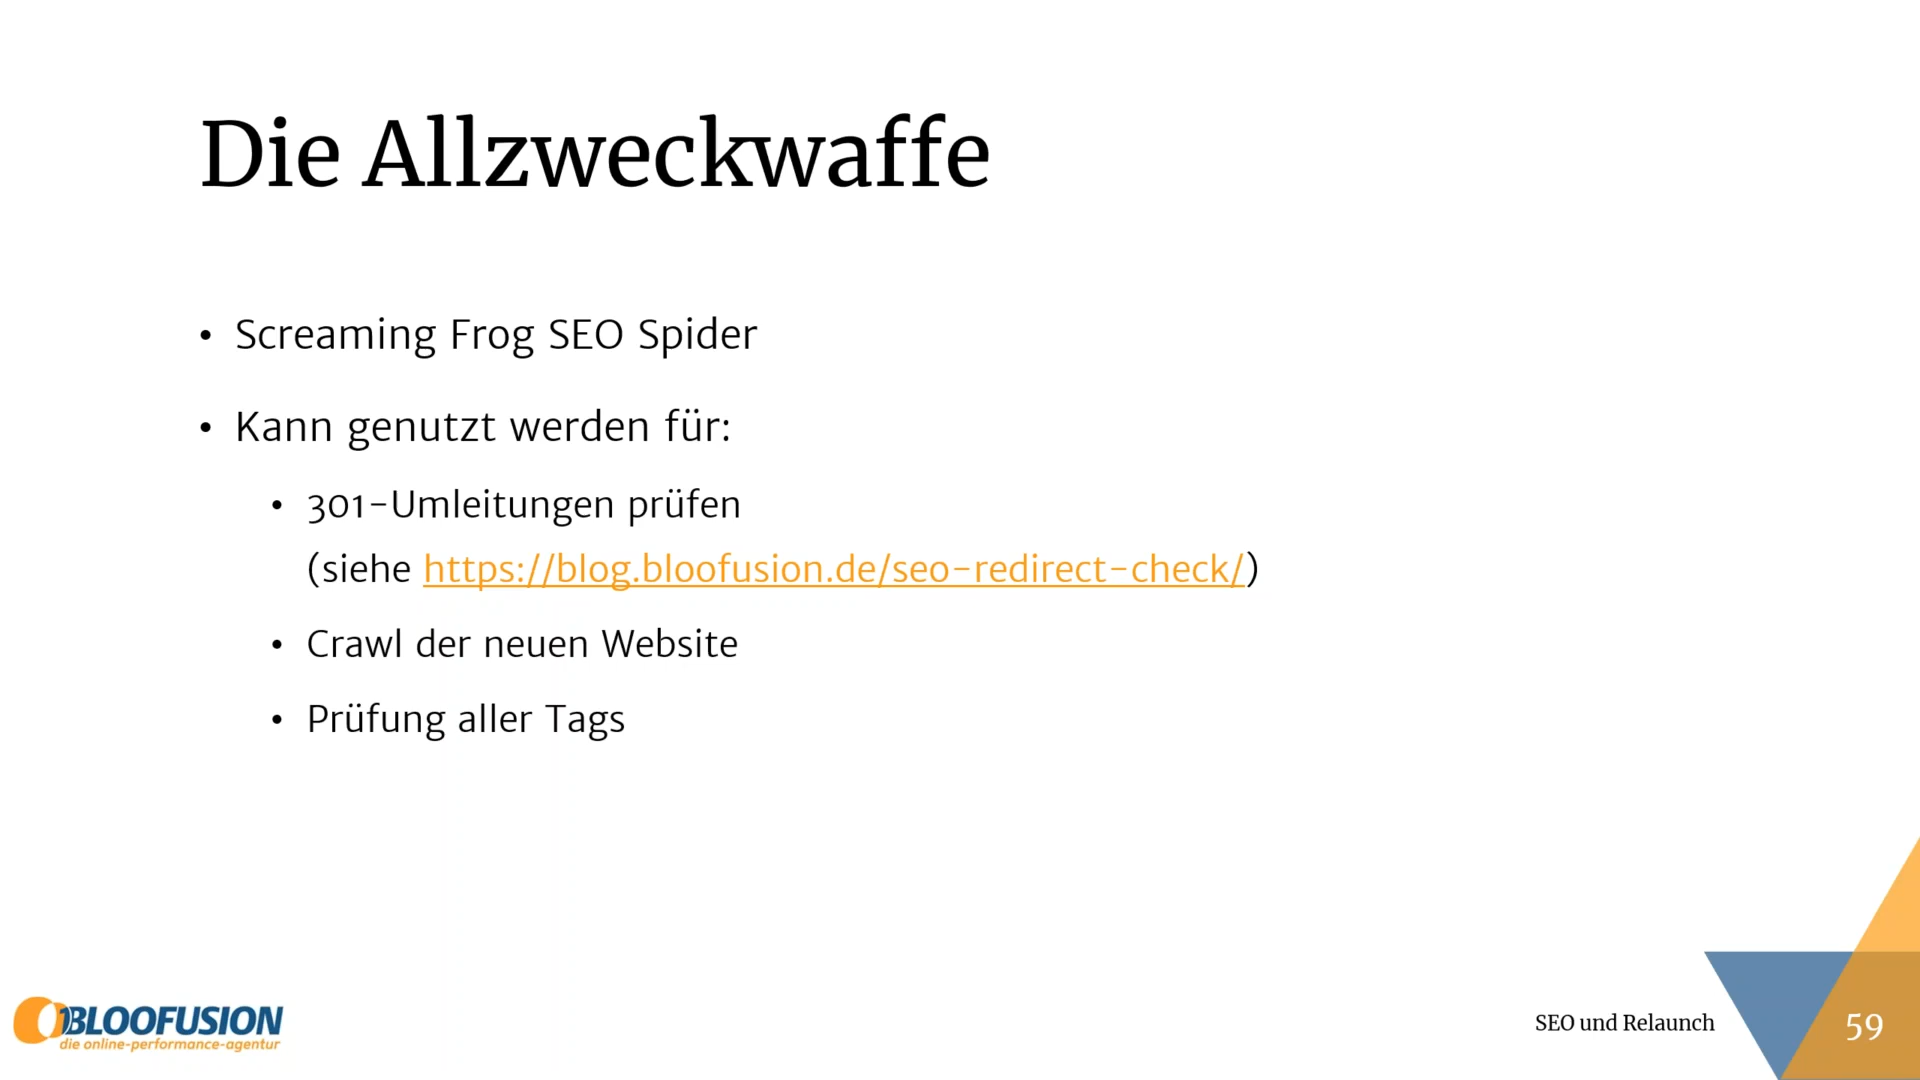 Die Allzweckwaffe
• Screaming Frog SEO Spider
• Kann genutzt werden für:
• 301-Umleitungen prüfen
(siehe https://blog.bloofusion.de/seo-redirect-check/)
• Crawl der neuen Website
• Prüfung aller Tags
BLOOFUSION
die online-performance-agentur
SEO und Relaunch
59